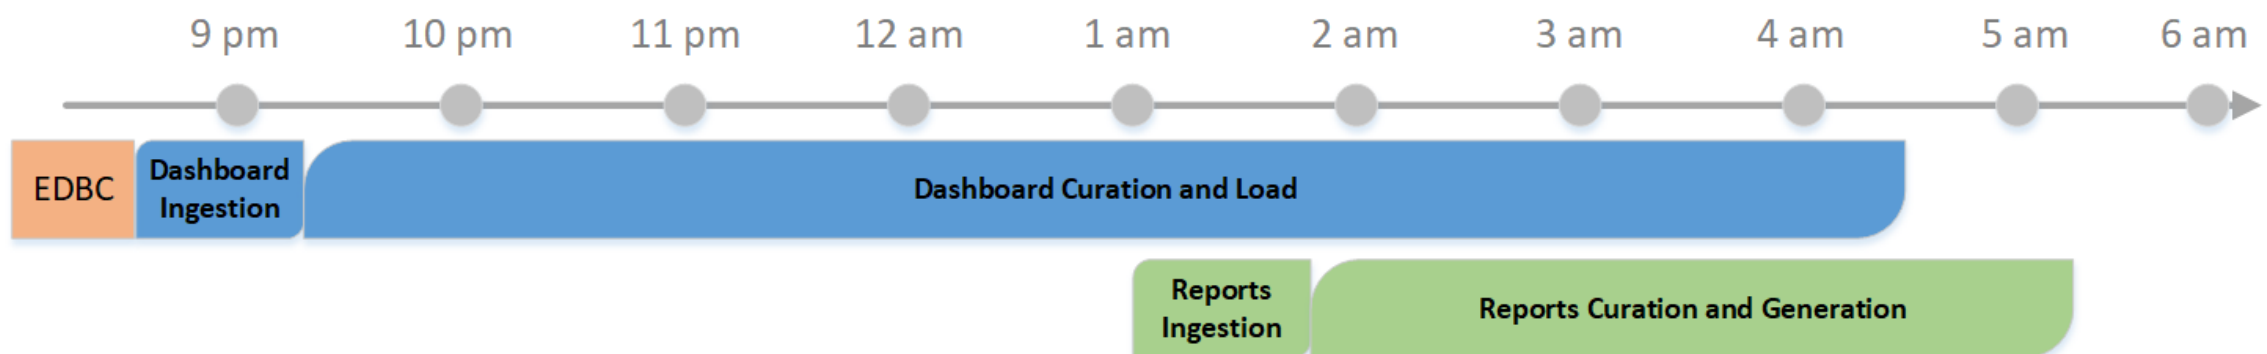 9 pm 10 pm 11 pm 12 am 1 am 2 am 3 am 4 am 5 am 6 am
EDBC
Dashboard
Ingestion
Dashboard Curation and Load
Reports
Ingestion
Reports Curation and Generation